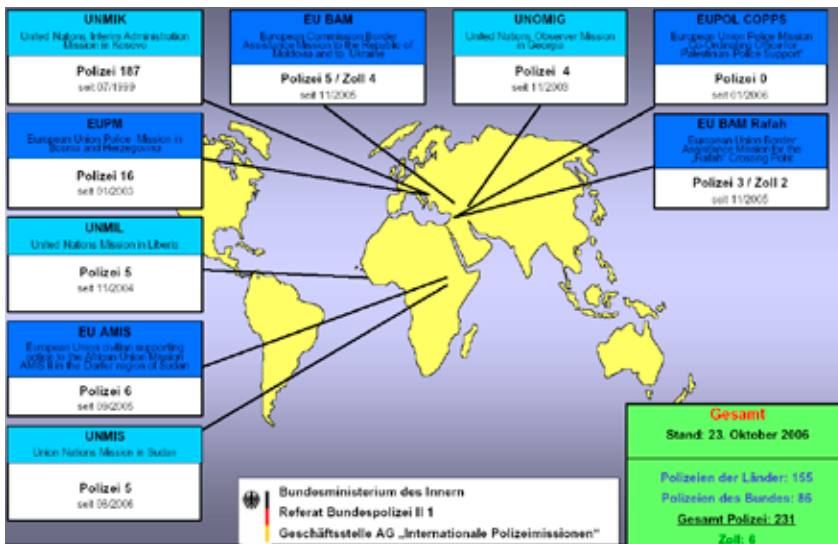 UNMIK
United Nations Interim Administration
Mission in Kosovo
Polizei 187
seit 07/1999
EU BAM
European Commission Border
Assistance Mission to the Republic of
Moldovia and to Ukraine
Polizei 5 / Zoll 4
seit 11/2005
UNOMIG
United Nations Observer Mission
in Georgia
Polizei 4
seit 11/2003
EUPOL COPPS
European Union Police Mission
Co-Ordinating Office for
Palestinian Police Support"
Polizei 0
seit 01/2006
EUPM
European Union Police Mission in
Bosnia and Herzegovina
Polizei 16
seit 01/2003
EU BAM Rafah
European Union Border
Assistance Mission for the
„Rafah" Crossing Point
Polizei 3 / Zoll 2
seit 11/2005
UNMIL
United Nations Mission in Liberia
Polizei 5
seit 11/2004
EU AMIS
European Union civilian supporting
action to the African Union Mission
AMIS II in the Darfur region of Sudan
Polizei 6
seit 09/2005
UNMIS
Union Nations Mission in Sudan
Polizei 5
seit 06/2006
Bundesministerium des Innern
Referat Bundespolizei II 1
Geschäftsstelle AG „Internationale Polizeimissionen"
Gesamt
Stand: 23. Oktober 2006
Polizeien der Länder: 155
Polizeien des Bundes: 86
Gesamt Polizei: 231
Zoll: 6